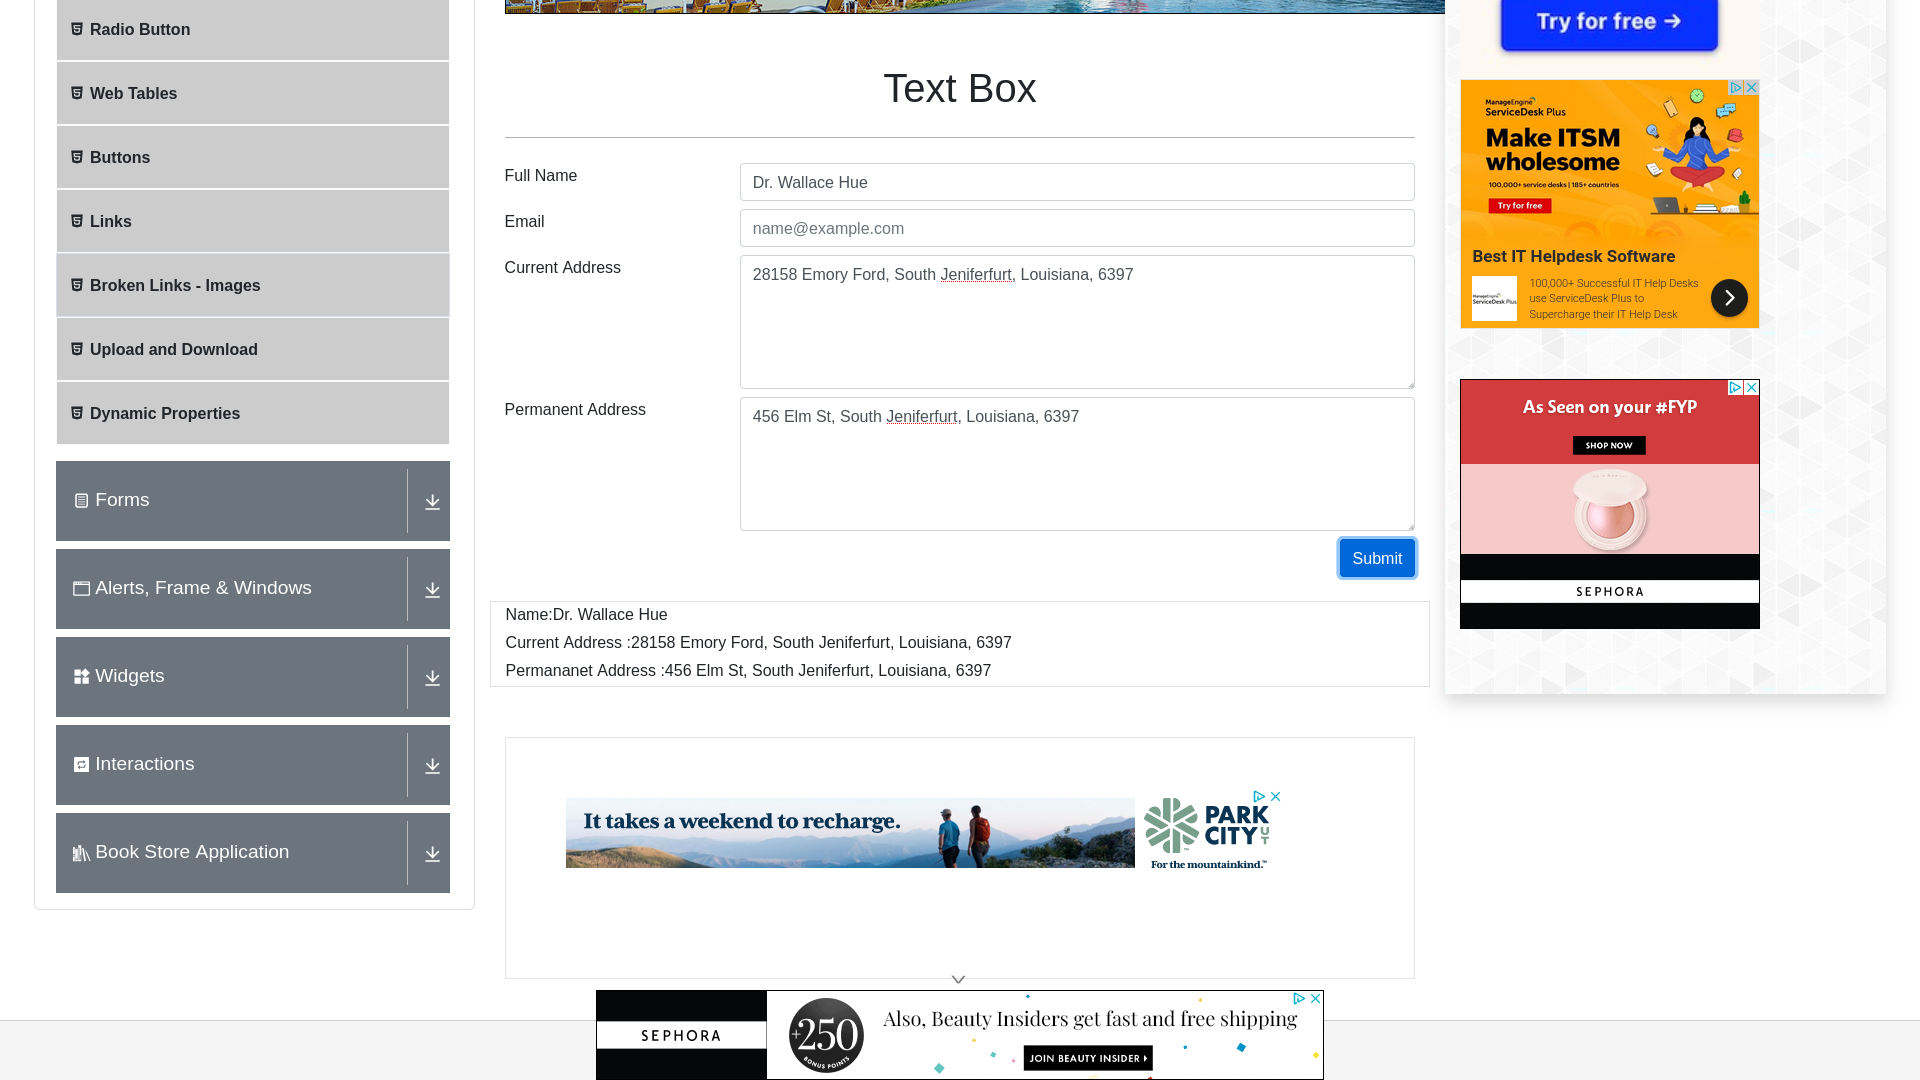 Radio Button
Web Tables
Buttons
Links
Broken Links - Images
Upload and Download
Dynamic Properties
Forms
Alerts, Frame & Windows
Widgets
Interactions
Book Store Application
Text Box
Full Name
Dr. Wallace Hue
Email
name@example.com
Current Address
28158 Emory Ford, South Jeniferfurt, Louisiana, 6397
Permanent Address
456 Elm St, South Jeniferfurt, Louisiana, 6397
Submit
Name:Dr. Wallace Hue
Current Address :28158 Emory Ford, South Jeniferfurt, Louisiana, 6397
Permananet Address :456 Elm St, South Jeniferfurt, Louisiana, 6397
It takes a weekend to recharge.
PARK
CITY UT
For the mountainkind.™
Try for free →
ManageEngine
ServiceDesk Plus
Make ITSM
wholesome
100,000+ service desks | 185+ countries
Try for free
Best IT Helpdesk Software
ManageEngine
ServiceDesk Plus
100,000+ Successful IT Help Desks
use ServiceDesk Plus to
Supercharge their IT Help Desk
As Seen on your #FYP
SHOP NOW
SEPHORA
SEPHORA
+250
BONUS POINTS
Also, Beauty Insiders get fast and free shipping
JOIN BEAUTY INSIDER